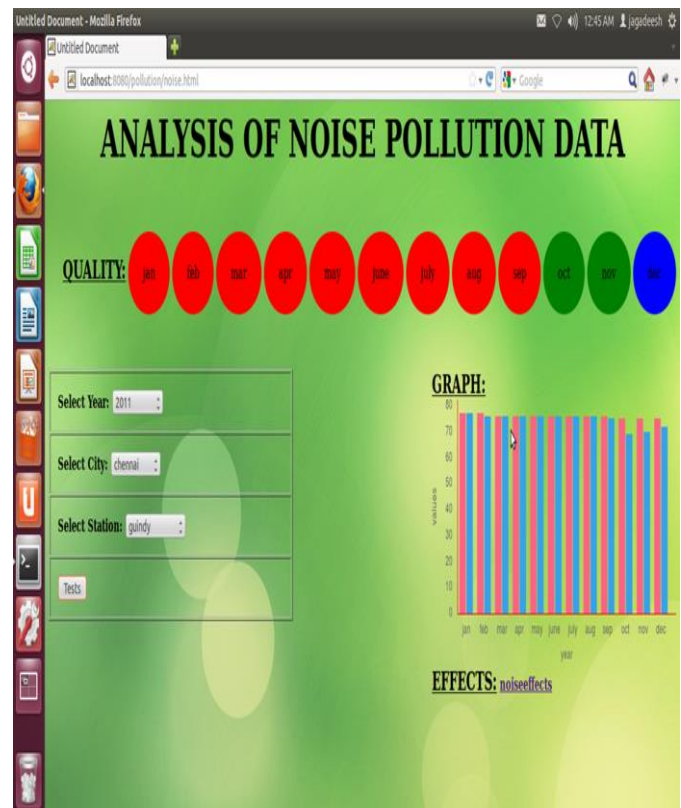 Untitled Document - Mozilla Firefox
12:45 AM jagadeesh
Untitled Document
localhost:8080/pollution/noise.html
Google
ANALYSIS OF NOISE POLLUTION DATA
QUALITY: jan feb mar apr may june july aug sep oct nov dec
GRAPH:
Select Year: 2011
Select City: chennai
Select Station: guindy
Tests
80
70
60
50
40
30
20
10
0
values
jan feb mar apr may june july aug sep oct nov dec
year
EFFECTS: noiseeffects